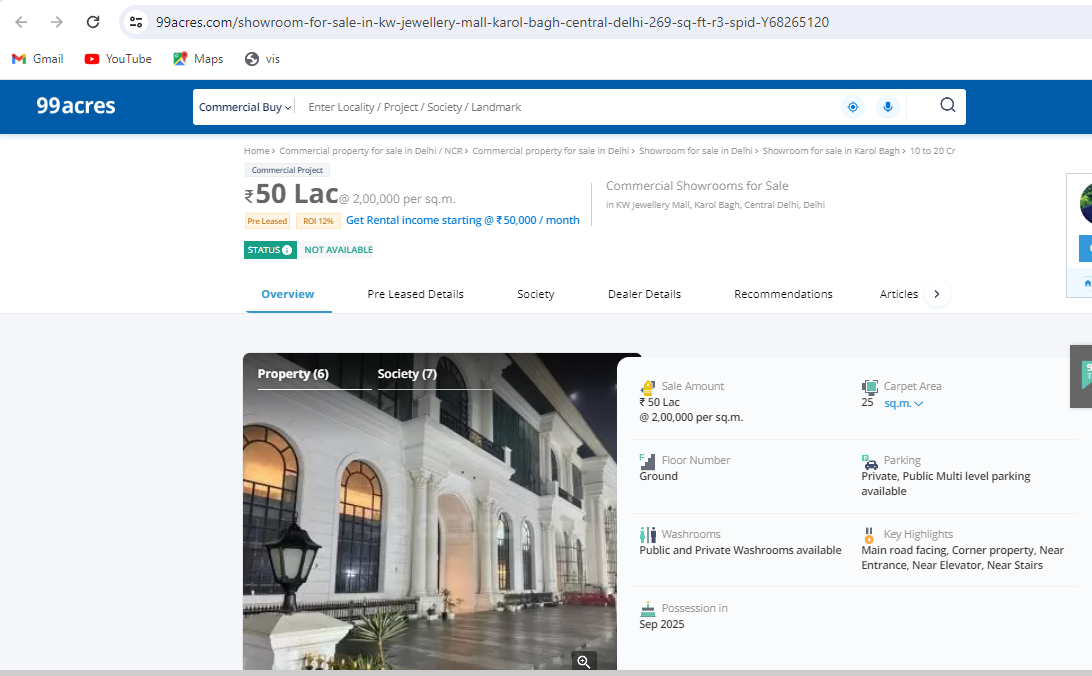 99acres.com/showroom-for-sale-in-kw-jewellery-mall-karol-bagh-central-delhi-269-sq-ft-r3-spid-Y68265120
Gmail YouTube Maps vis
99acres Commercial Buy Enter Locality / Project / Society / Landmark
Home > Commercial property for sale in Delhi / NCR > Commercial property for sale in Delhi > Showroom for sale in Delhi > Showroom for sale in Karol Bagh > 10 to 20 Cr
Commercial Project
₹50 Lac @ 2,00,000 per sq.m.
Commercial Showrooms for Sale
in KW Jewellery Mall, Karol Bagh, Central Delhi, Delhi
Pre Leased ROI 12% Get Rental income starting @ ₹50,000 / month
STATUS NOT AVAILABLE
Overview Pre Leased Details Society Dealer Details Recommendations Articles
Property (6) Society (7)
Sale Amount
₹ 50 Lac
@ 2,00,000 per sq.m.
Carpet Area
25 sq.m.
Floor Number
Ground
Parking
Private, Public Multi level parking
available
Washrooms
Public and Private Washrooms available
Key Highlights
Main road facing, Corner property, Near
Entrance, Near Elevator, Near Stairs
Possession in
Sep 2025